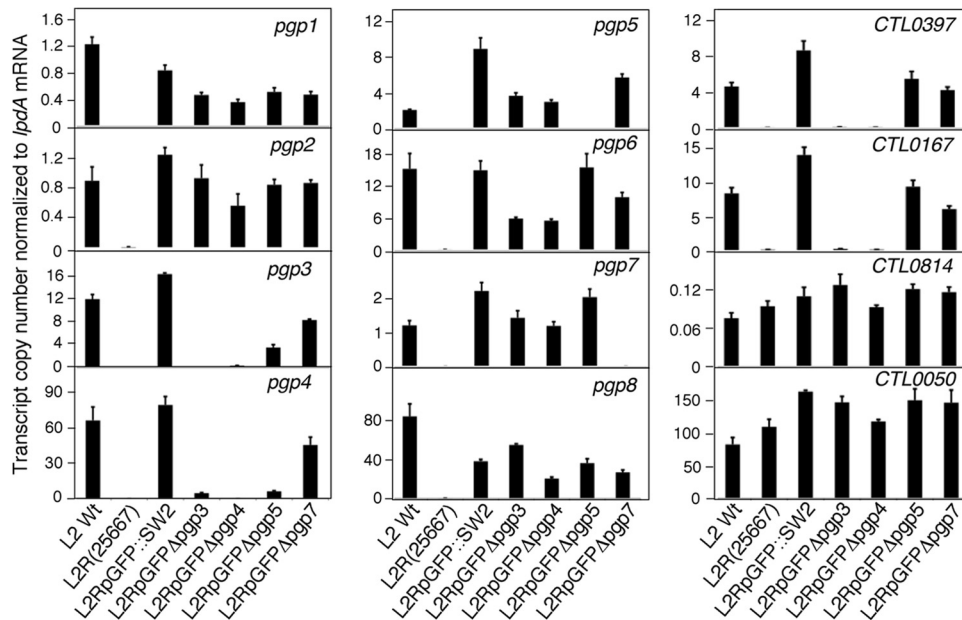 Transcript copy number normalized to lpdA mRNA
pgp1
1.6
1.2
0.8
0.4
0
pgp2
1.2
0.8
0.4
0
pgp3
16
12
8
4
0
pgp4
90
60
30
0
L2 Wt
L2R(25667)
L2RpGFP::SW2
L2RpGFPΔpgp3
L2RpGFPΔpgp4
L2RpGFPΔpgp5
L2RpGFPΔpgp7
pgp5
12
8
4
0
pgp6
18
12
6
0
pgp7
2
1
0
pgp8
80
40
0
L2 Wt
L2R(25667)
L2RpGFP::SW2
L2RpGFPΔpgp3
L2RpGFPΔpgp4
L2RpGFPΔpgp5
L2RpGFPΔpgp7
CTL0397
12
8
4
0
CTL0167
15
10
5
0
CTL0814
0.12
0.06
0
CTL0050
150
100
50
0
L2 Wt
L2R(25667)
L2RpGFP::SW2
L2RpGFPΔpgp3
L2RpGFPΔpgp4
L2RpGFPΔpgp5
L2RpGFPΔpgp7